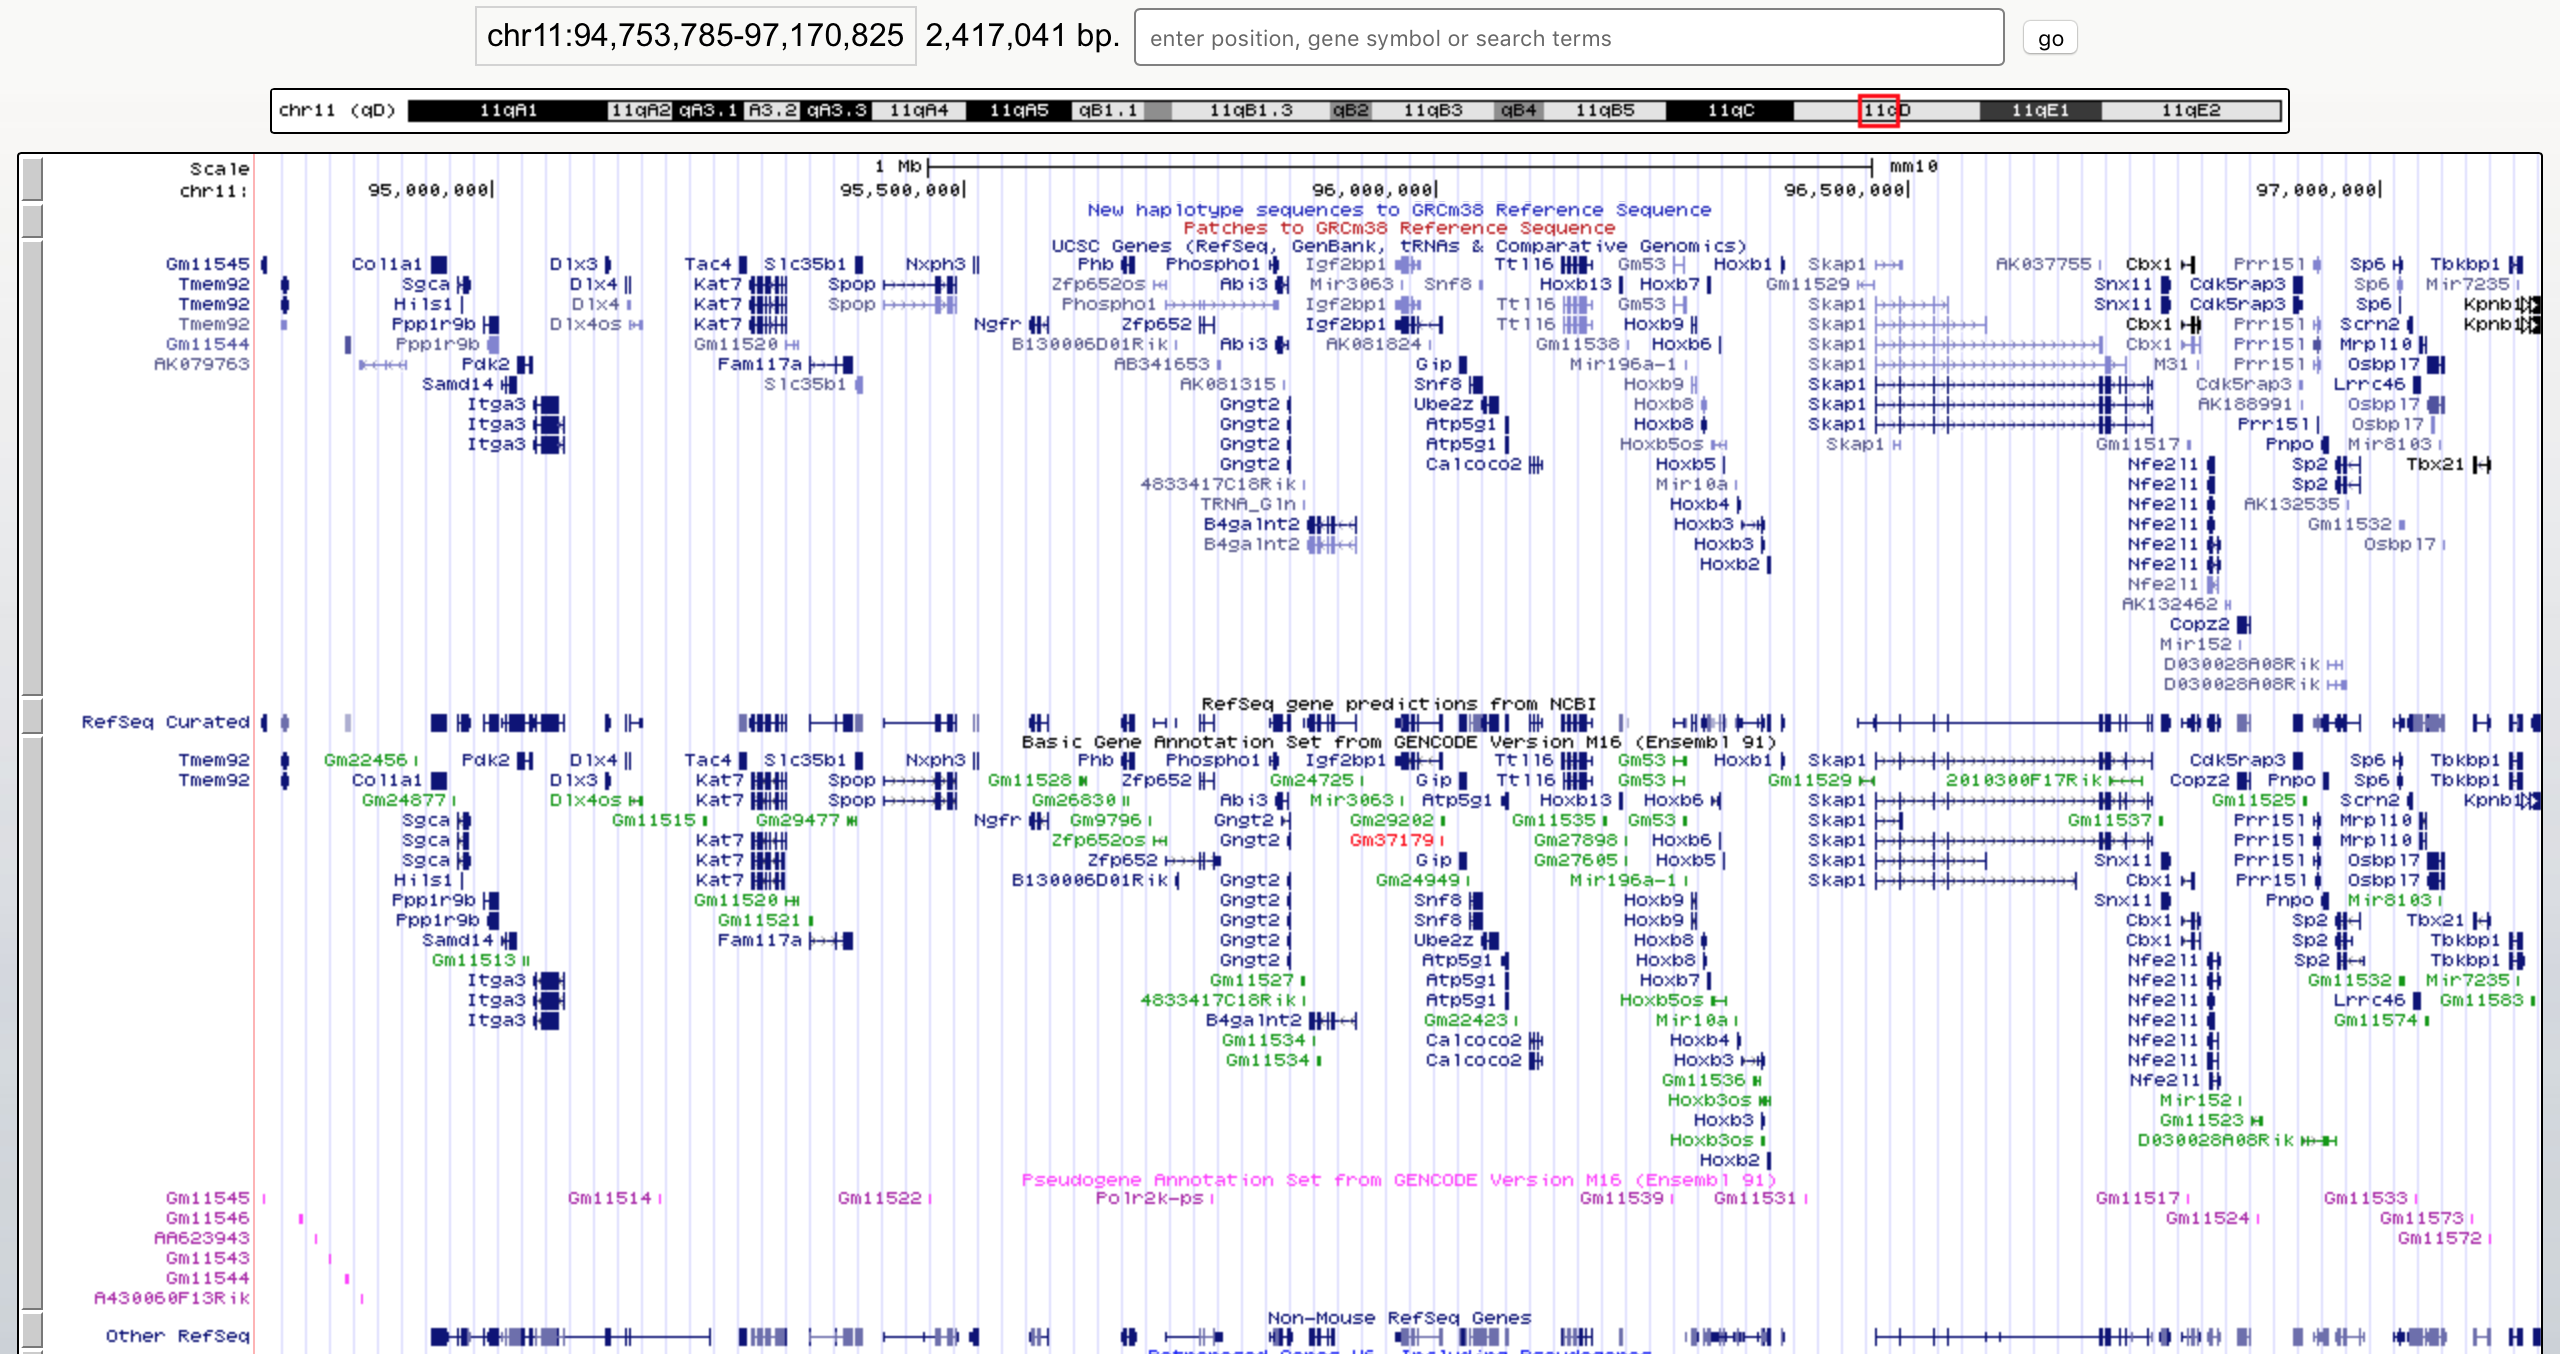 chr11:94,753,785-97,170,825 2,417,041 bp. enter position, gene symbol or search terms go
chr11 (qD) 11qA1 11qA2 qA3.1 A3.2 qA3.3 11qA4 11qA5 qB1.1 11qB1.3 qB2 11qB3 qB4 11qB5 11qC 11qD 11qE1 11qE2
Scale 1 Mb mm10
chr11: 95,000,000 95,500,000 96,000,000 96,500,000 97,000,000
New haplotype sequences to GRCm38 Reference Sequence
Patches to GRCm38 Reference Sequence
UCSC Genes (RefSeq, GenBank, tRNAs & Comparative Genomics)
Gm11545 Col1a1 Dlx3 Tac4 Slc35b1 Nxph3 Phb Phospho1 Igf2bp1 Ttll6 Gm53 Hoxb1 Skap1 AK037755 Cbx1 Prr15l Sp6 Tbkbp1
Tmem92 Sgca Dlx4 Kat7 Spop Zfp652os Abi3 Mir3063 Snf8 Hoxb13 Hoxb7 Gm11529 Snx11 Cdk5rap3 Sp6 Mir7235
Tmem92 Hils1 Dlx4 Kat7 Spop Phospho1 Igf2bp1 Ttll6 Gm53 Skap1 Snx11 Cdk5rap3 Sp6 Kpnb1
Tmem92 Ppp1r9b Dlx4os Kat7 Ngfr Zfp652 Igf2bp1 Ttll6 Hoxb9 Skap1 Cbx1 Prr15l Scrn2 Kpnb1
Gm11544 Ppp1r9b Gm11520 B130006D01Rik Abi3 AK081824 Gm11538 Hoxb6 Skap1 Cbx1 Prr15l Mrpl10
AK079763 Pdk2 Fam117a AB341653 Gip Mir196a-1 Skap1 M31 Prr15l Osbpl7
Samd14 Slc35b1 AK081315 Snf8 Hoxb9 Skap1 Cdk5rap3 Lrrc46
Itga3 Gngt2 Ube2z Hoxb8 Skap1 AK188991 Osbpl7
Itga3 Gngt2 Atp5g1 Hoxb8 Skap1 Prr15l Osbpl7
Itga3 Gngt2 Atp5g1 Hoxb5os Skap1 Gm11517 Pnpo Mir8103
Gngt2 Calcoco2 Hoxb5 Nfe2l1 Sp2 Tbx21
4833417C18Rik Mir10a Nfe2l1 Sp2
TRNA_Gln Hoxb4 Nfe2l1 AK132535
B4galnt2 Hoxb3 Nfe2l1 Gm11532
B4galnt2 Hoxb3 Nfe2l1 Osbpl7
Hoxb2 Nfe2l1
Nfe2l1
AK132462
Copz2
Mir152
D030028A08Rik
D030028A08Rik
RefSeq gene predictions from NCBI
RefSeq Curated
Basic Gene Annotation Set from GENCODE Version M16 (Ensembl 91)
Tmem92 Gm22456 Pdk2 Dlx4 Tac4 Slc35b1 Nxph3 Phb Phospho1 Igf2bp1 Ttll6 Gm53 Hoxb1 Skap1 Cdk5rap3 Sp6 Tbkbp1
Tmem92 Col1a1 Dlx3 Kat7 Spop Gm11528 Zfp652 Gm24725 Gip Ttll6 Gm53 Gm11529 2010300F17Rik Copz2 Pnpo Sp6 Tbkbp1
Gm24877 Dlx4os Kat7 Spop Gm26830 Abi3 Mir3063 Atp5g1 Hoxb13 Hoxb6 Skap1 Gm11525 Scrn2 Kpnb1
Sgca Gm11515 Gm29477 Ngfr Gm9796 Gngt2 Gm29202 Gm11535 Gm53 Skap1 Gm11537 Prr15l Mrpl10
Sgca Kat7 Zfp652os Gngt2 Gm37179 Gm27898 Hoxb6 Skap1 Prr15l Mrpl10
Sgca Kat7 Zfp652 Gip Gm27605 Hoxb5 Skap1 Snx11 Prr15l Osbpl7
Hils1 Kat7 B130006D01Rik Gngt2 Gm24949 Mir196a-1 Skap1 Cbx1 Prr15l Osbpl7
Ppp1r9b Gm11520 Gngt2 Snf8 Hoxb9 Snx11 Pnpo Mir8103
Ppp1r9b Gm11521 Gngt2 Snf8 Hoxb9 Cbx1 Sp2 Tbx21
Samd14 Fam117a Gngt2 Ube2z Hoxb8 Cbx1 Sp2 Tbkbp1
Gm11513 Gngt2 Atp5g1 Hoxb8 Nfe2l1 Sp2 Tbkbp1
Itga3 Gm11527 Atp5g1 Hoxb7 Nfe2l1 Gm11532 Mir7235
Itga3 4833417C18Rik Atp5g1 Hoxb5os Nfe2l1 Lrrc46 Gm11583
Itga3 B4galnt2 Gm22423 Mir10a Nfe2l1 Gm11574
Gm11534 Calcoco2 Hoxb4 Nfe2l1
Gm11534 Calcoco2 Hoxb3 Nfe2l1
Gm11536 Nfe2l1
Hoxb3os Mir152
Hoxb3 Gm11523
Hoxb3os D030028A08Rik
Hoxb2
Pseudogene Annotation Set from GENCODE Version M16 (Ensembl 91)
Gm11545 Gm11514 Gm11522 Polr2k-ps Gm11539 Gm11531 Gm11517 Gm11533
Gm11546 Gm11524 Gm11573
AA623943 Gm11572
Gm11543
Gm11544
A430060F13Rik
Non-Mouse RefSeq Genes
Other RefSeq